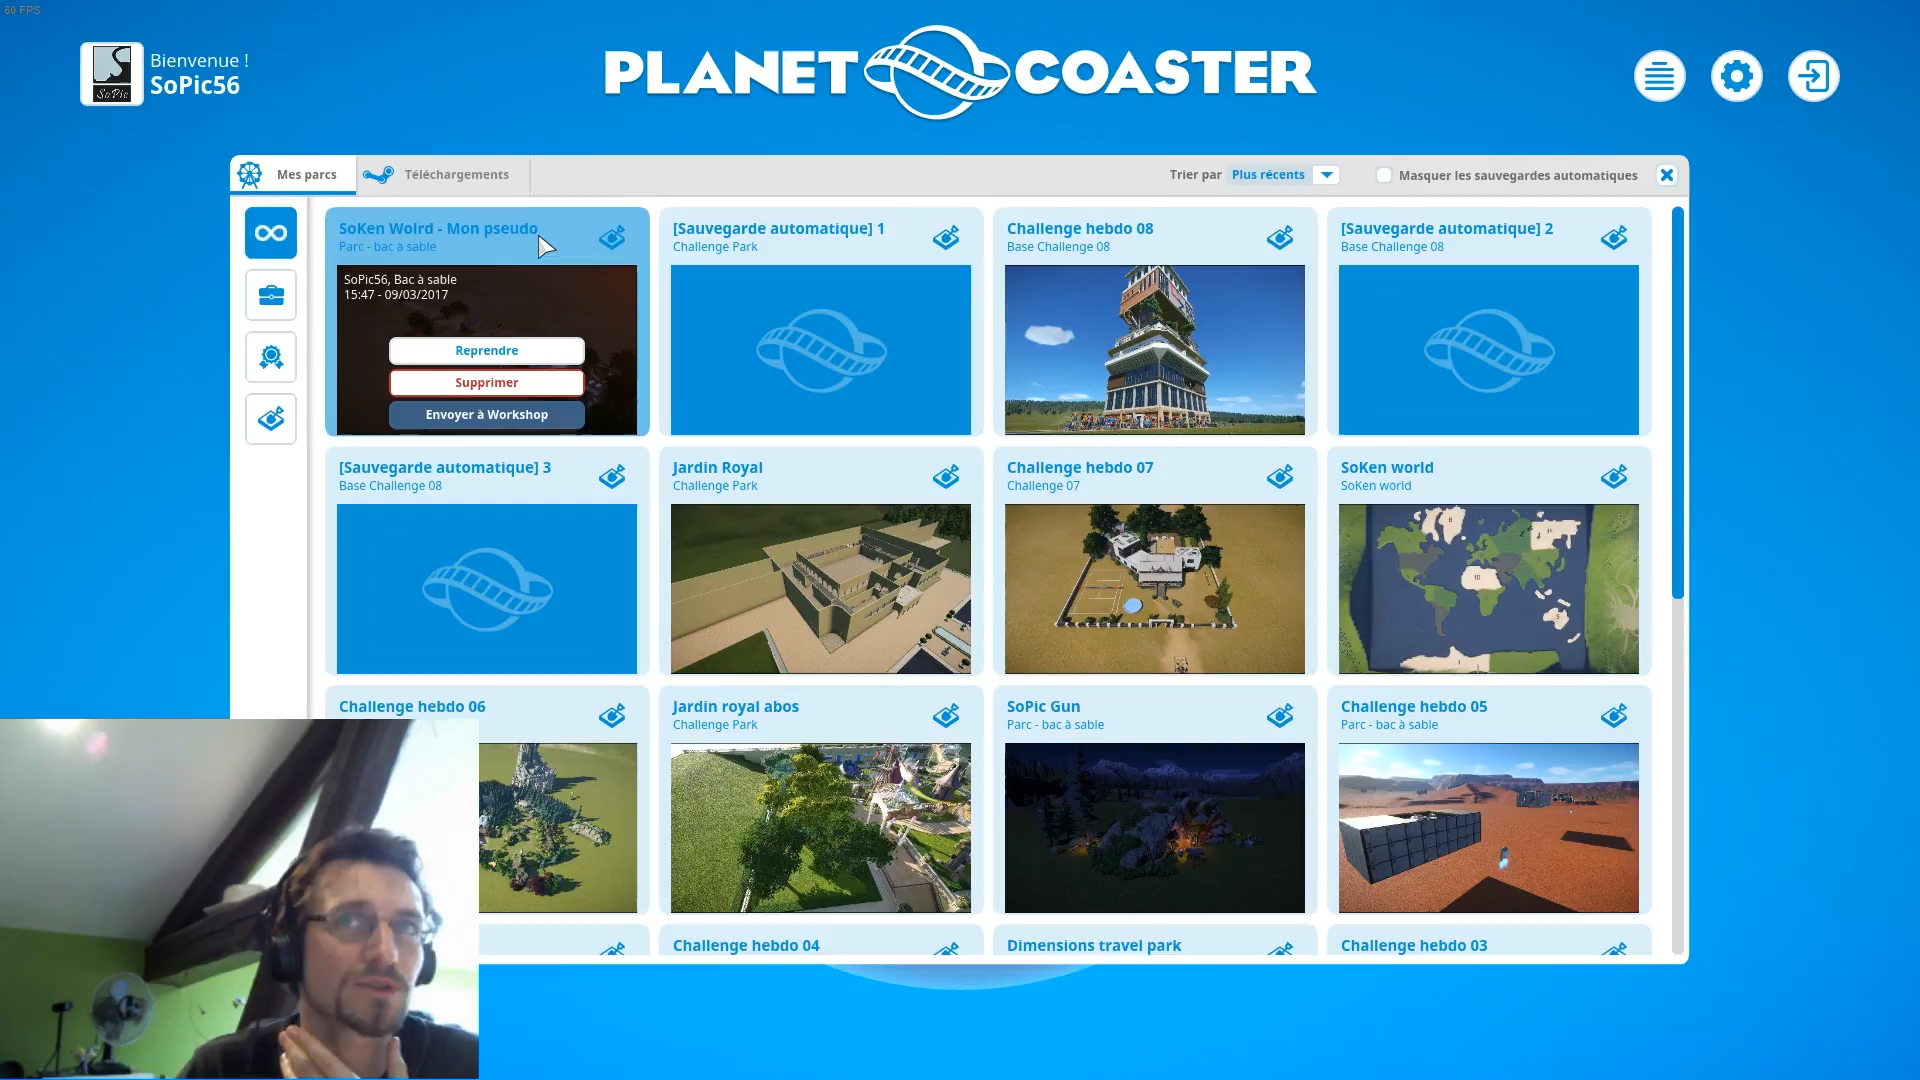 60 FPS
Bienvenue !
SoPic56
SoPic
PLANET COASTER
Mes parcs
Téléchargements
Trier par
Plus récents
Masquer les sauvegardes automatiques
SoKen Wolrd - Mon pseudo
Parc - bac à sable
SoPic56, Bac à sable
15:47 - 09/03/2017
Reprendre
Supprimer
Envoyer à Workshop
[Sauvegarde automatique] 1
Challenge Park
Challenge hebdo 08
Base Challenge 08
[Sauvegarde automatique] 2
Base Challenge 08
[Sauvegarde automatique] 3
Base Challenge 08
Jardin Royal
Challenge Park
Challenge hebdo 07
Challenge 07
SoKen world
SoKen world
Challenge hebdo 06
Jardin royal abos
Challenge Park
SoPic Gun
Parc - bac à sable
Challenge hebdo 05
Parc - bac à sable
Challenge hebdo 04
Dimensions travel park
Challenge hebdo 03